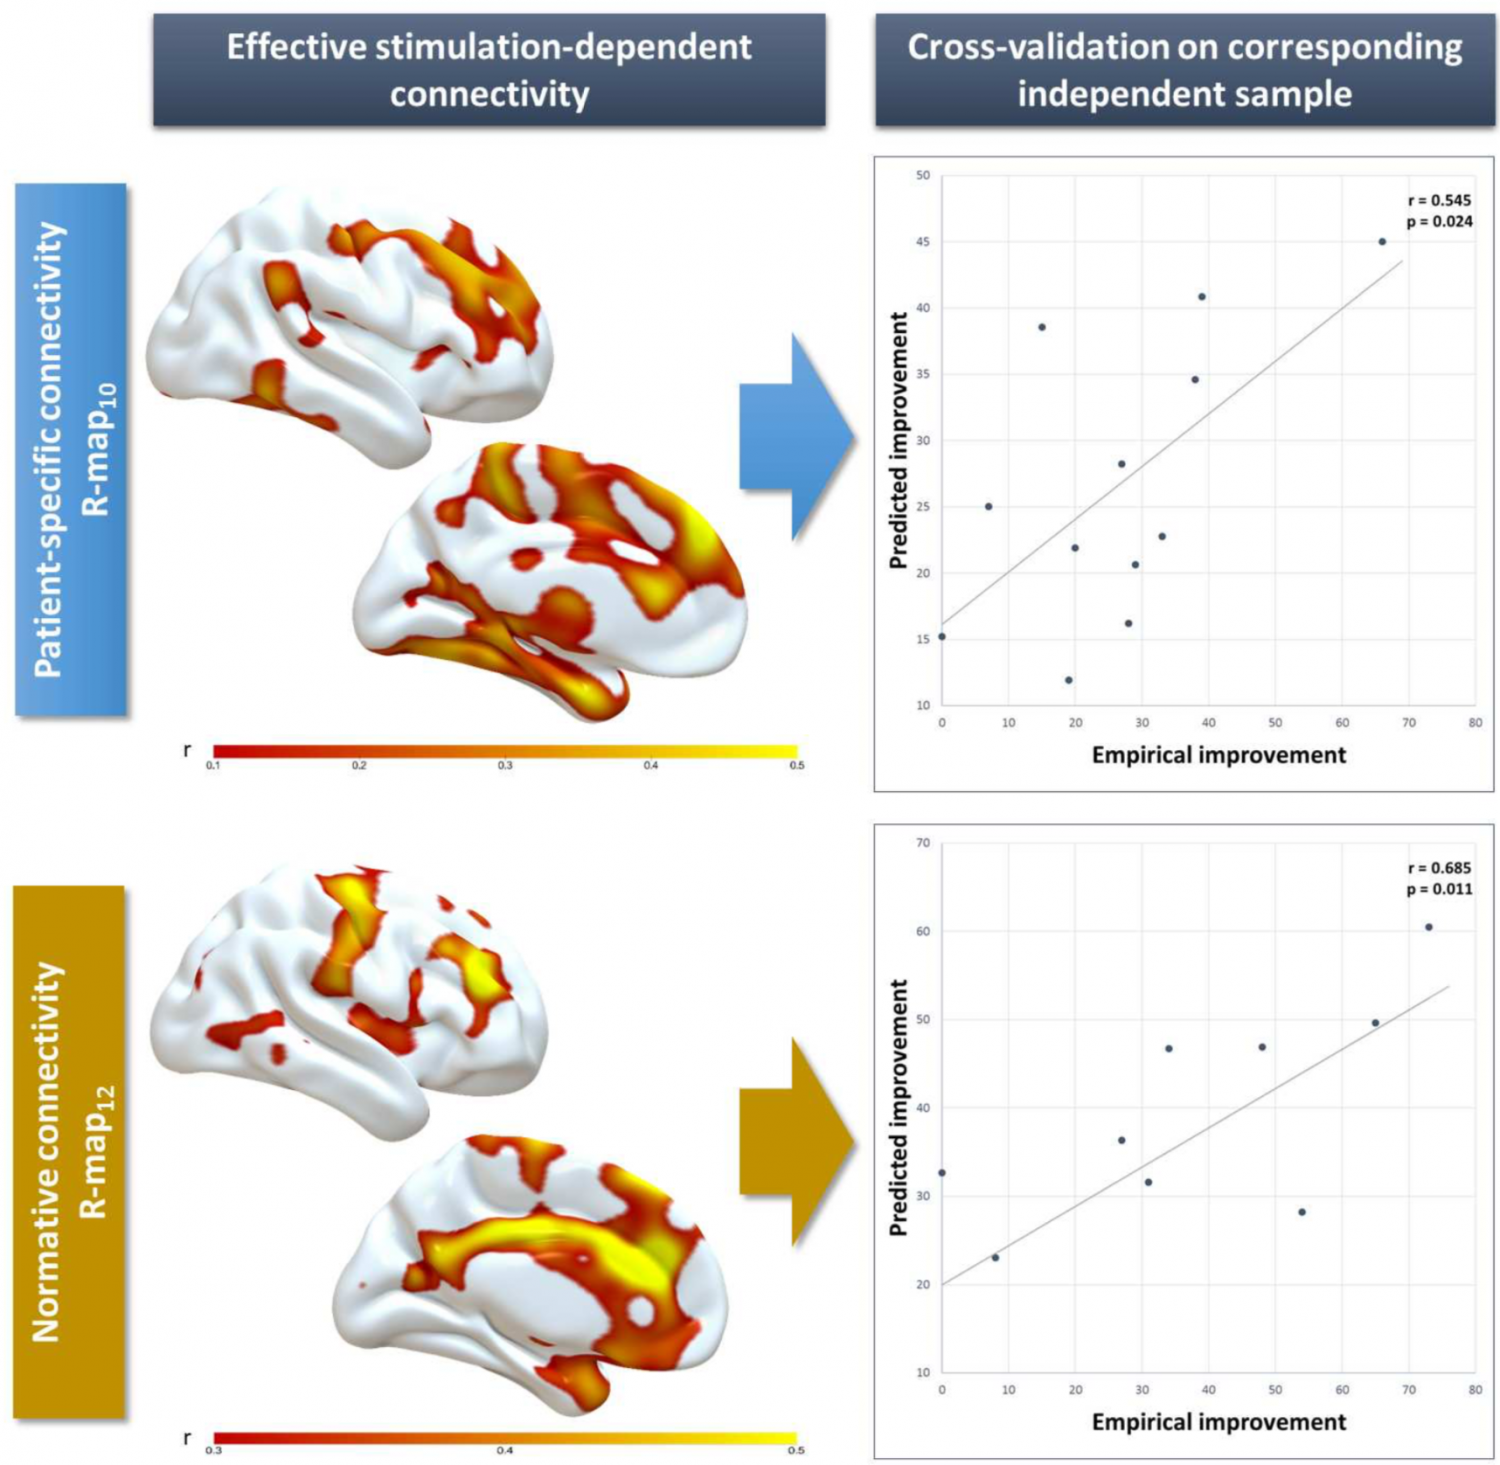 Effective stimulation-dependent
connectivity
Cross-validation on corresponding
independent sample
Patient-specific connectivity
R-map10
r
0.1 0.2 0.3 0.4 0.5
50
45
40
35
30
25
20
15
10
0 10 20 30 40 50 60 70 80
Predicted improvement
Empirical improvement
r = 0.545
p = 0.024
Normative connectivity
R-map12
r
0.3 0.4 0.5
70
60
50
40
30
20
10
0 10 20 30 40 50 60 70 80
Predicted improvement
Empirical improvement
r = 0.685
p = 0.011